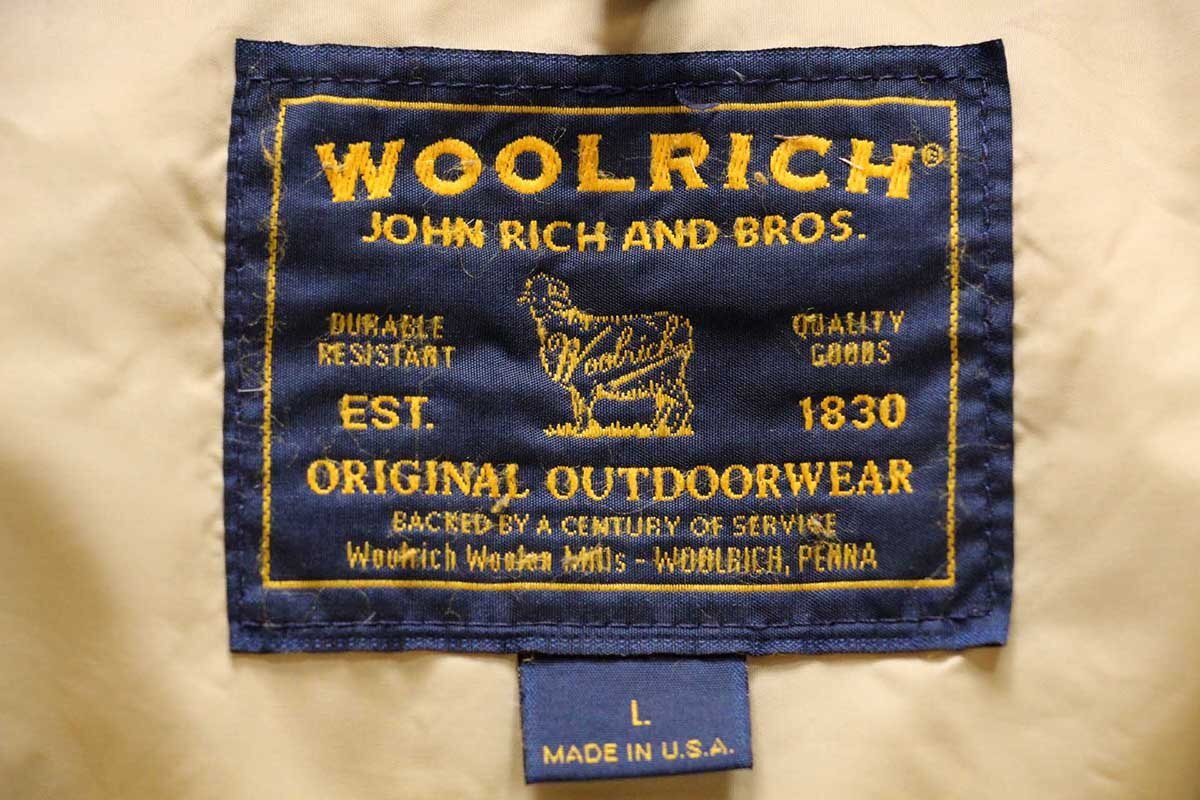 WOOLRICH®
JOHN RICH AND BROS.
DURABLE
RESISTANT
Woolrich
QUALITY
GOODS
EST.
1830
ORIGINAL OUTDOORWEAR
BACKED BY A CENTURY OF SERVICE
Woolrich Woolen Mills - WOOLRICH, PENNA
L
MADE IN U.S.A.